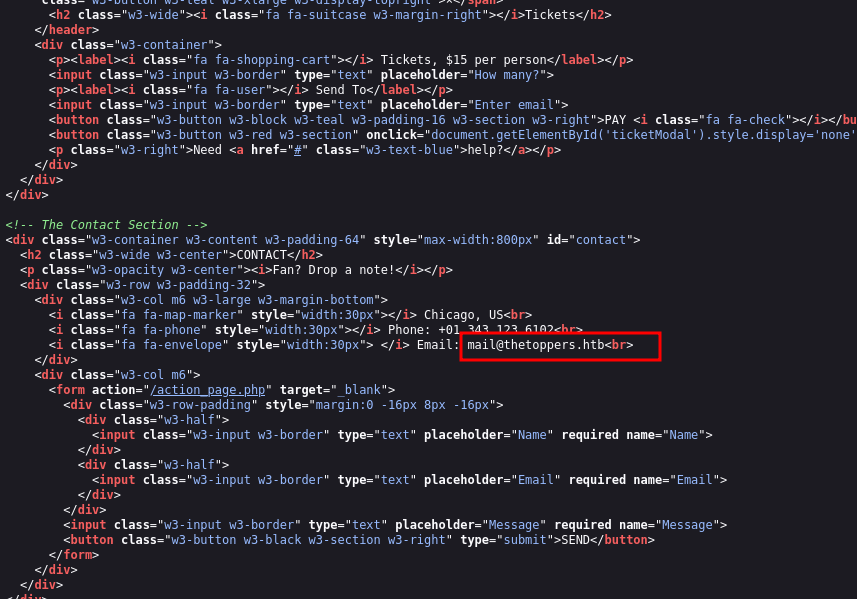 class="w3-button w3-teal w3-xlarge w3-display-topright">x</span>
<h2 class="w3-wide"><i class="fa fa-suitcase w3-margin-right"></i>Tickets</h2>
</header>
<div class="w3-container">
<p><label><i class="fa fa-shopping-cart"></i> Tickets, $15 per person</label></p>
<input class="w3-input w3-border" type="text" placeholder="How many?">
<p><label><i class="fa fa-user"></i> Send To</label></p>
<input class="w3-input w3-border" type="text" placeholder="Enter email">
<button class="w3-button w3-block w3-teal w3-padding-16 w3-section w3-right">PAY <i class="fa fa-check"></i></bu
<button class="w3-button w3-red w3-section" onclick="document.getElementById('ticketModal').style.display='none'
<p class="w3-right">Need <a href="#" class="w3-text-blue">help?</a></p>
</div>
</div>
</div>
<!-- The Contact Section -->
<div class="w3-container w3-content w3-padding-64" style="max-width:800px" id="contact">
<h2 class="w3-wide w3-center">CONTACT</h2>
<p class="w3-opacity w3-center"><i>Fan? Drop a note!</i></p>
<div class="w3-row w3-padding-32">
<div class="w3-col m6 w3-large w3-margin-bottom">
<i class="fa fa-map-marker" style="width:30px"></i> Chicago, US<br>
<i class="fa fa-phone" style="width:30px"></i> Phone: +01 343 123 6102<br>
<i class="fa fa-envelope" style="width:30px"> </i> Email: mail@thetoppers.htb<br>
</div>
<div class="w3-col m6">
<form action="/action_page.php" target="_blank">
<div class="w3-row-padding" style="margin:0 -16px 8px -16px">
<div class="w3-half">
<input class="w3-input w3-border" type="text" placeholder="Name" required name="Name">
</div>
<div class="w3-half">
<input class="w3-input w3-border" type="text" placeholder="Email" required name="Email">
</div>
</div>
<input class="w3-input w3-border" type="text" placeholder="Message" required name="Message">
<button class="w3-button w3-black w3-section w3-right" type="submit">SEND</button>
</form>
</div>
</div>
</div>